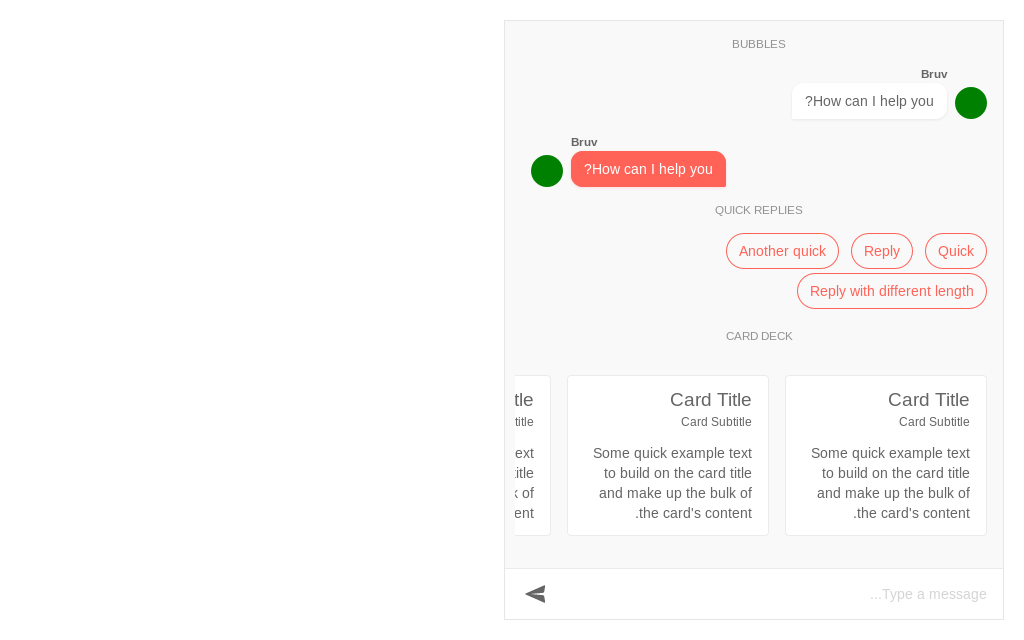 BUBBLES
Bruv
?How can I help you
Bruv
?How can I help you
QUICK REPLIES
Quick
Reply
Another quick
Reply with different length
CARD DECK
Card Title
Card Subtitle
Some quick example text
to build on the card title
and make up the bulk of
.the card's content
Card Title
Card Subtitle
Some quick example text
to build on the card title
and make up the bulk of
.the card's content
tle
title
ext
itle
of
ent
...Type a message